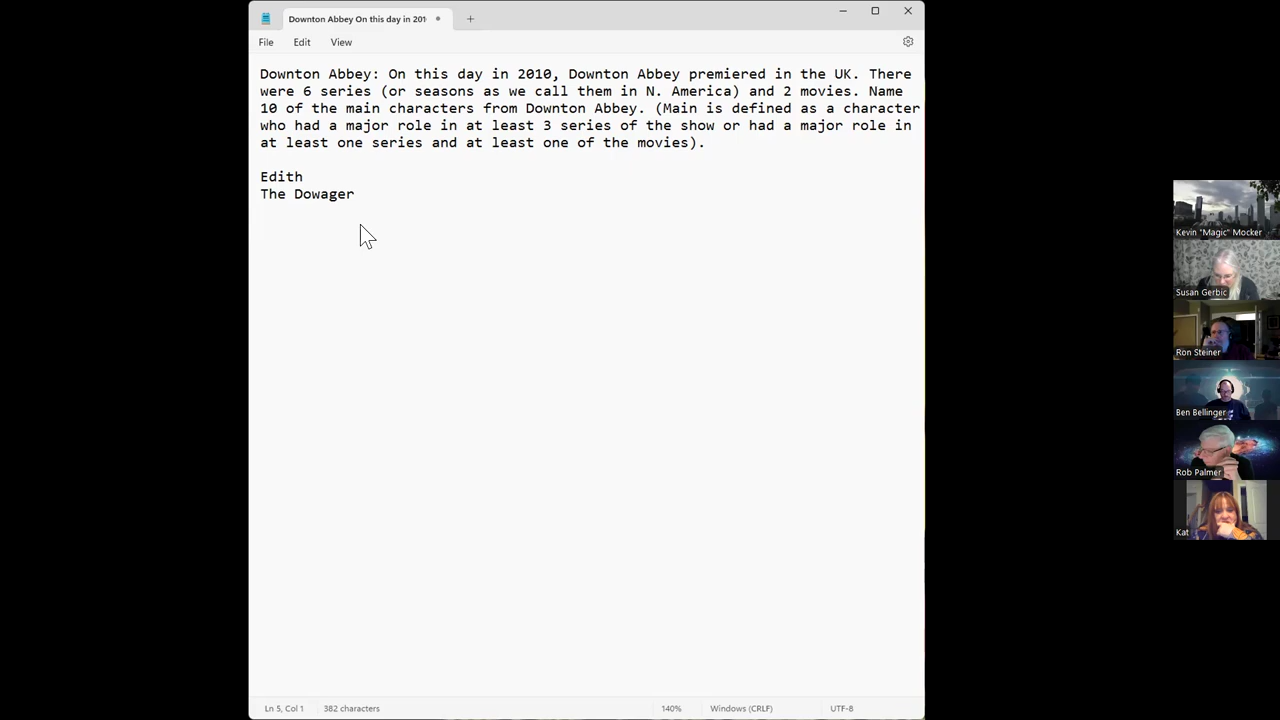 Downton Abbey On this day in 201
File
Edit
View
Downton Abbey: On this day in 2010, Downton Abbey premiered in the UK. There
were 6 series (or seasons as we call them in N. America) and 2 movies. Name
10 of the main characters from Downton Abbey. (Main is defined as a character
who had a major role in at least 3 series of the show or had a major role in
at least one series and at least one of the movies).
Edith
The Dowager
Kevin "Magic" Mocker
Susan Gerbic
Ron Steiner
Ben Bellinger
Rob Palmer
Kat
Ln 5, Col 1
382 characters
140%
Windows (CRLF)
UTF-8